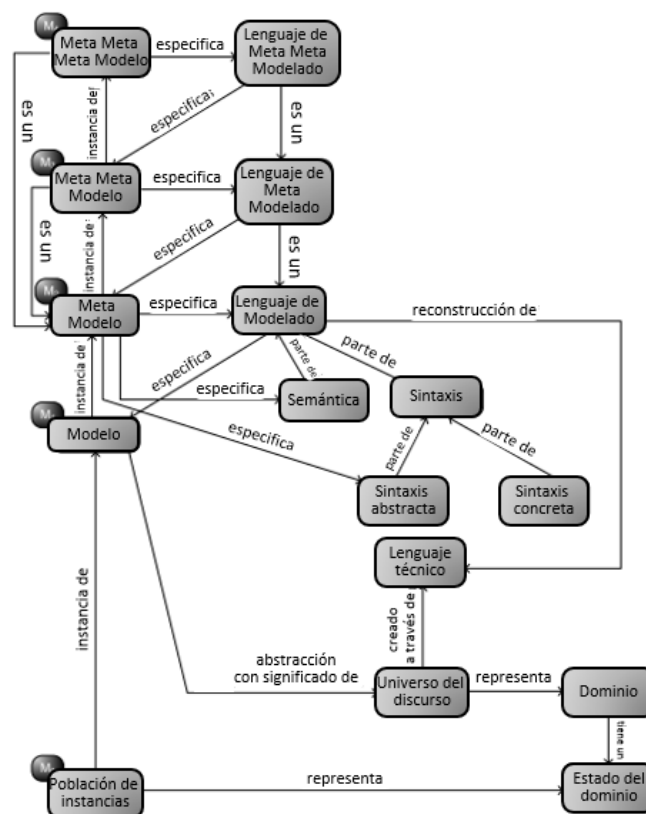 Meta Meta
Meta Modelo
especifica
Lenguaje de
Meta Meta
Modelado
es un
instancia de
especifica
es un
Meta Meta
Modelo
especifica
Lenguaje de
Meta
Modelado
es un
instancia de
especifica
es un
Meta
Modelo
especifica
Lenguaje de
Modelado
reconstrucción de
instancia de
especifica
especifica
parte de
parte de
Semántica
Sintaxis
Modelo
especifica
parte de
parte de
Sintaxis
abstracta
Sintaxis
concreta
Lenguaje
técnico
instancia de
creado
a través de
abstracción
con significado de
Universo del
discurso
representa
Dominio
tiene un
Población de
instancias
representa
Estado del
dominio